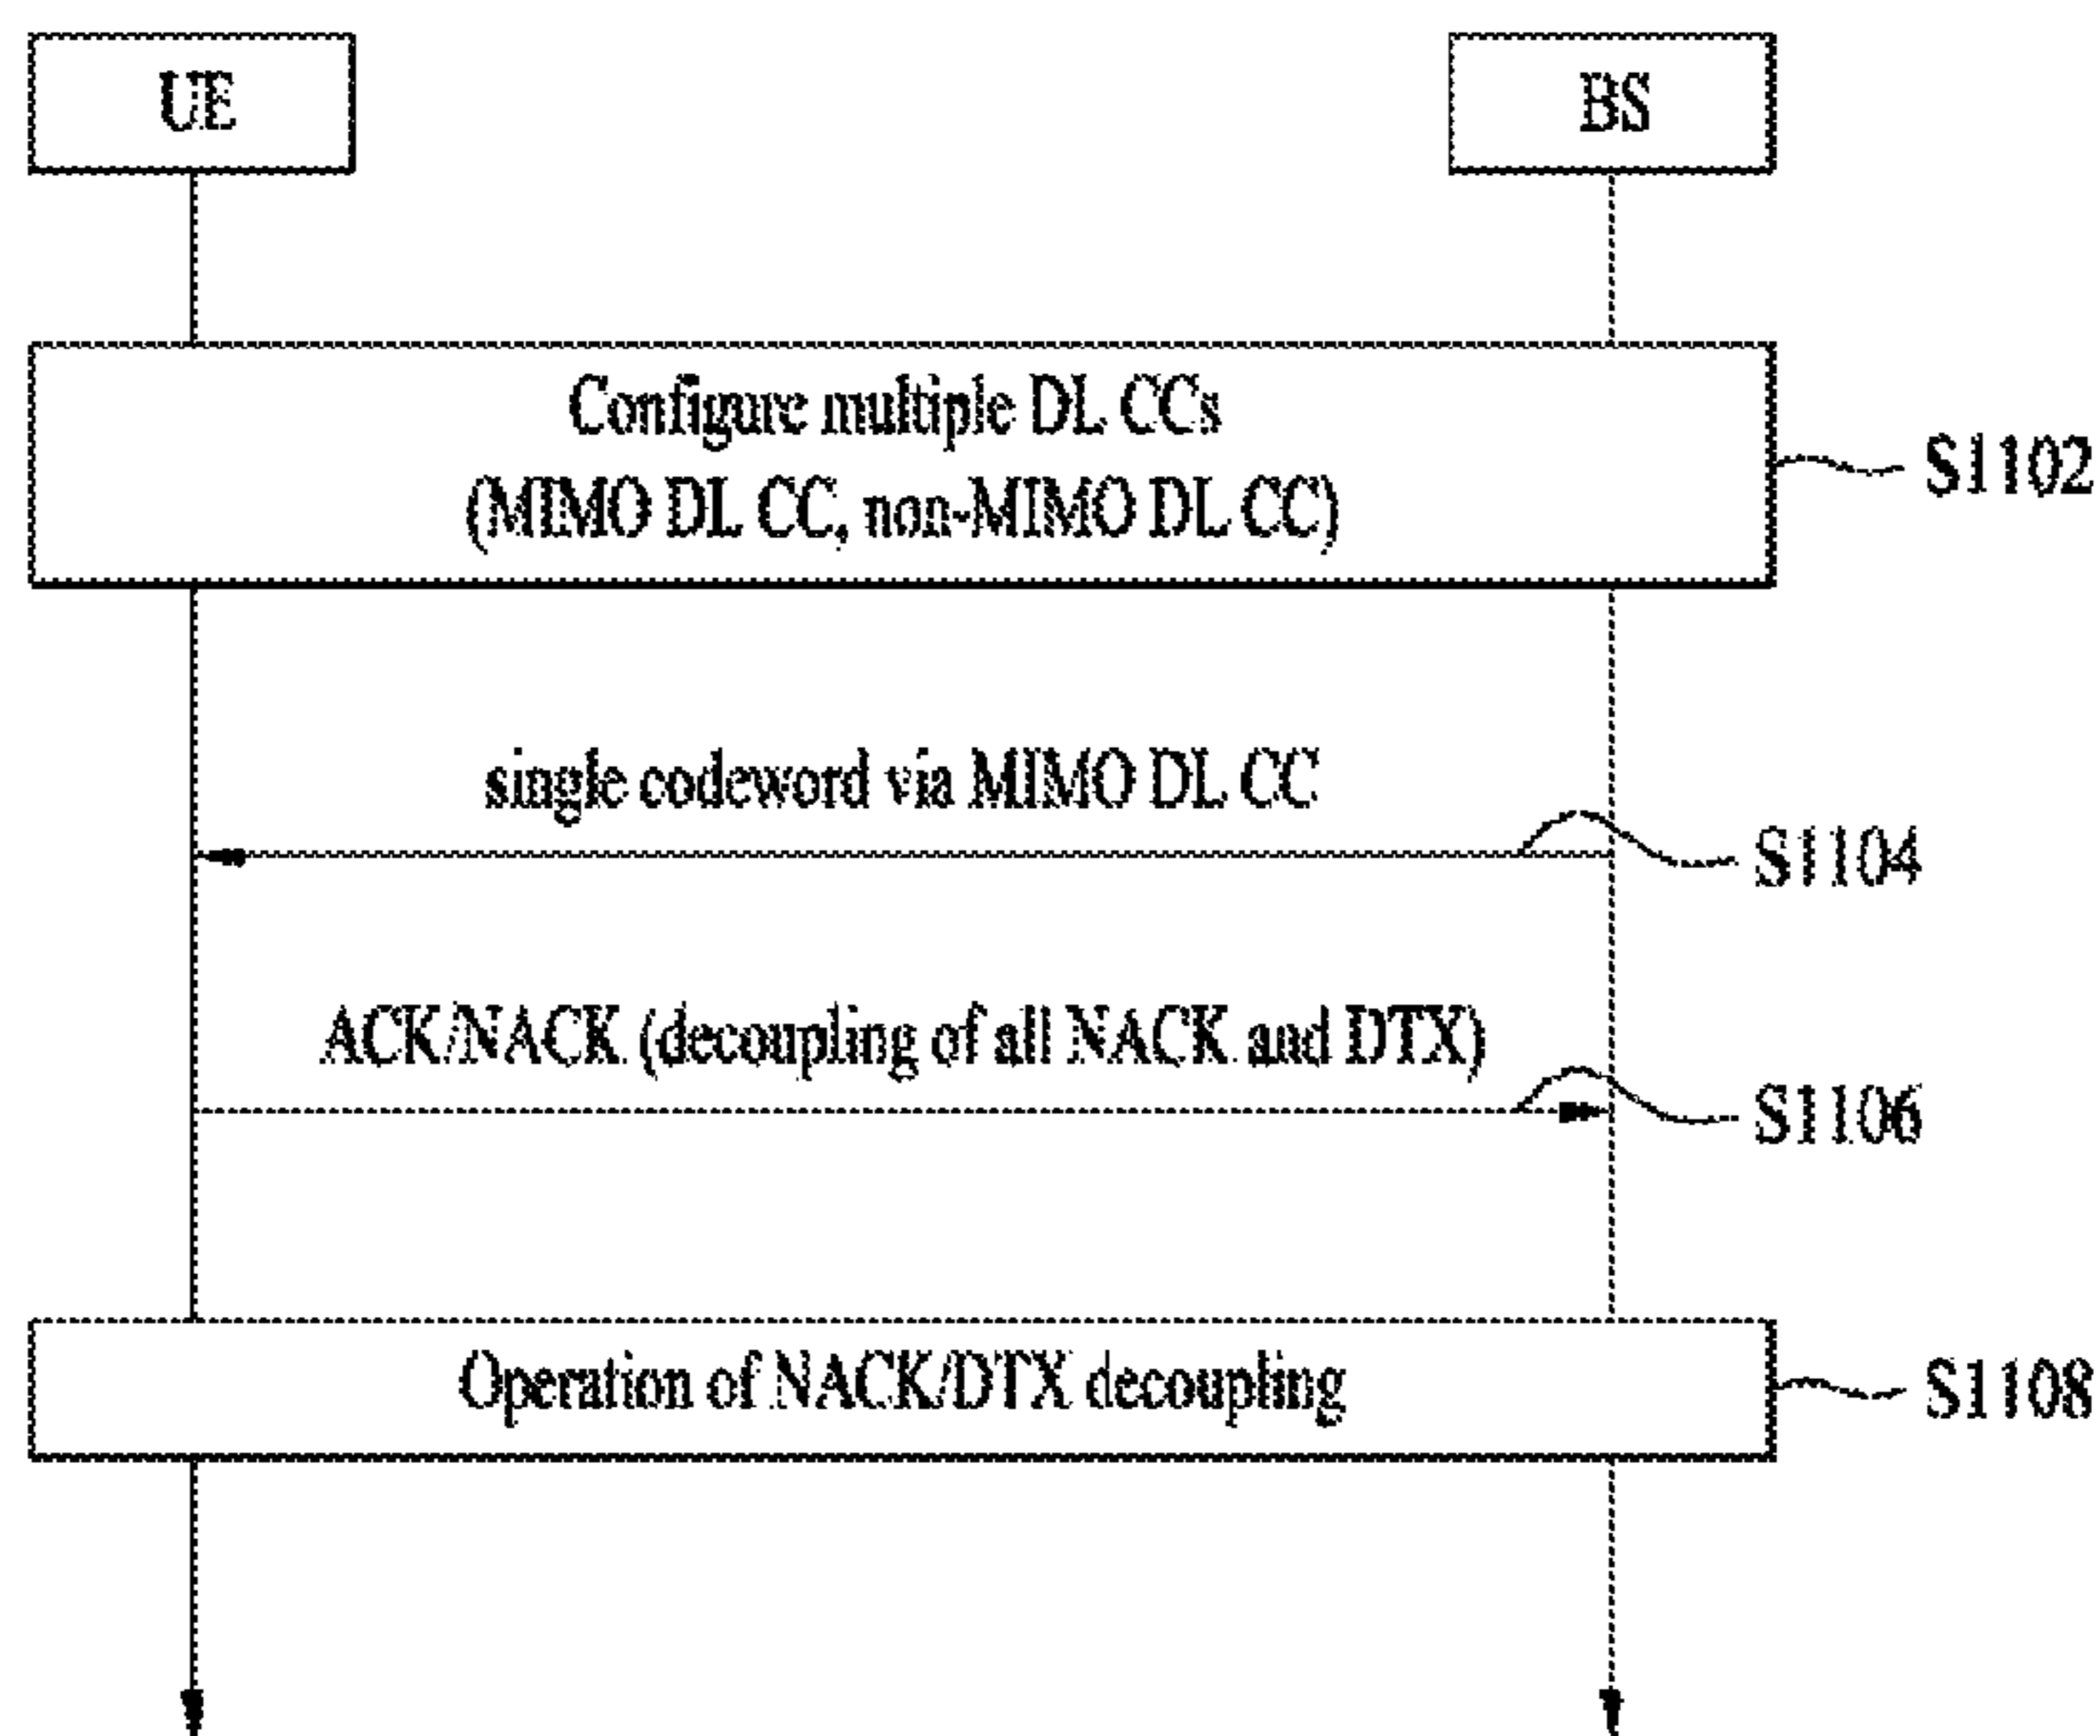 UE
BS
Configure multiple DL CCs
(MIMO DL CC, non-MIMO DL CC)
S1102
single codeword via MIMO DL CC
S1104
ACK/NACK (decoupling of all NACK and DTX)
S1106
Operation of NACK/DTX decoupling
S1108